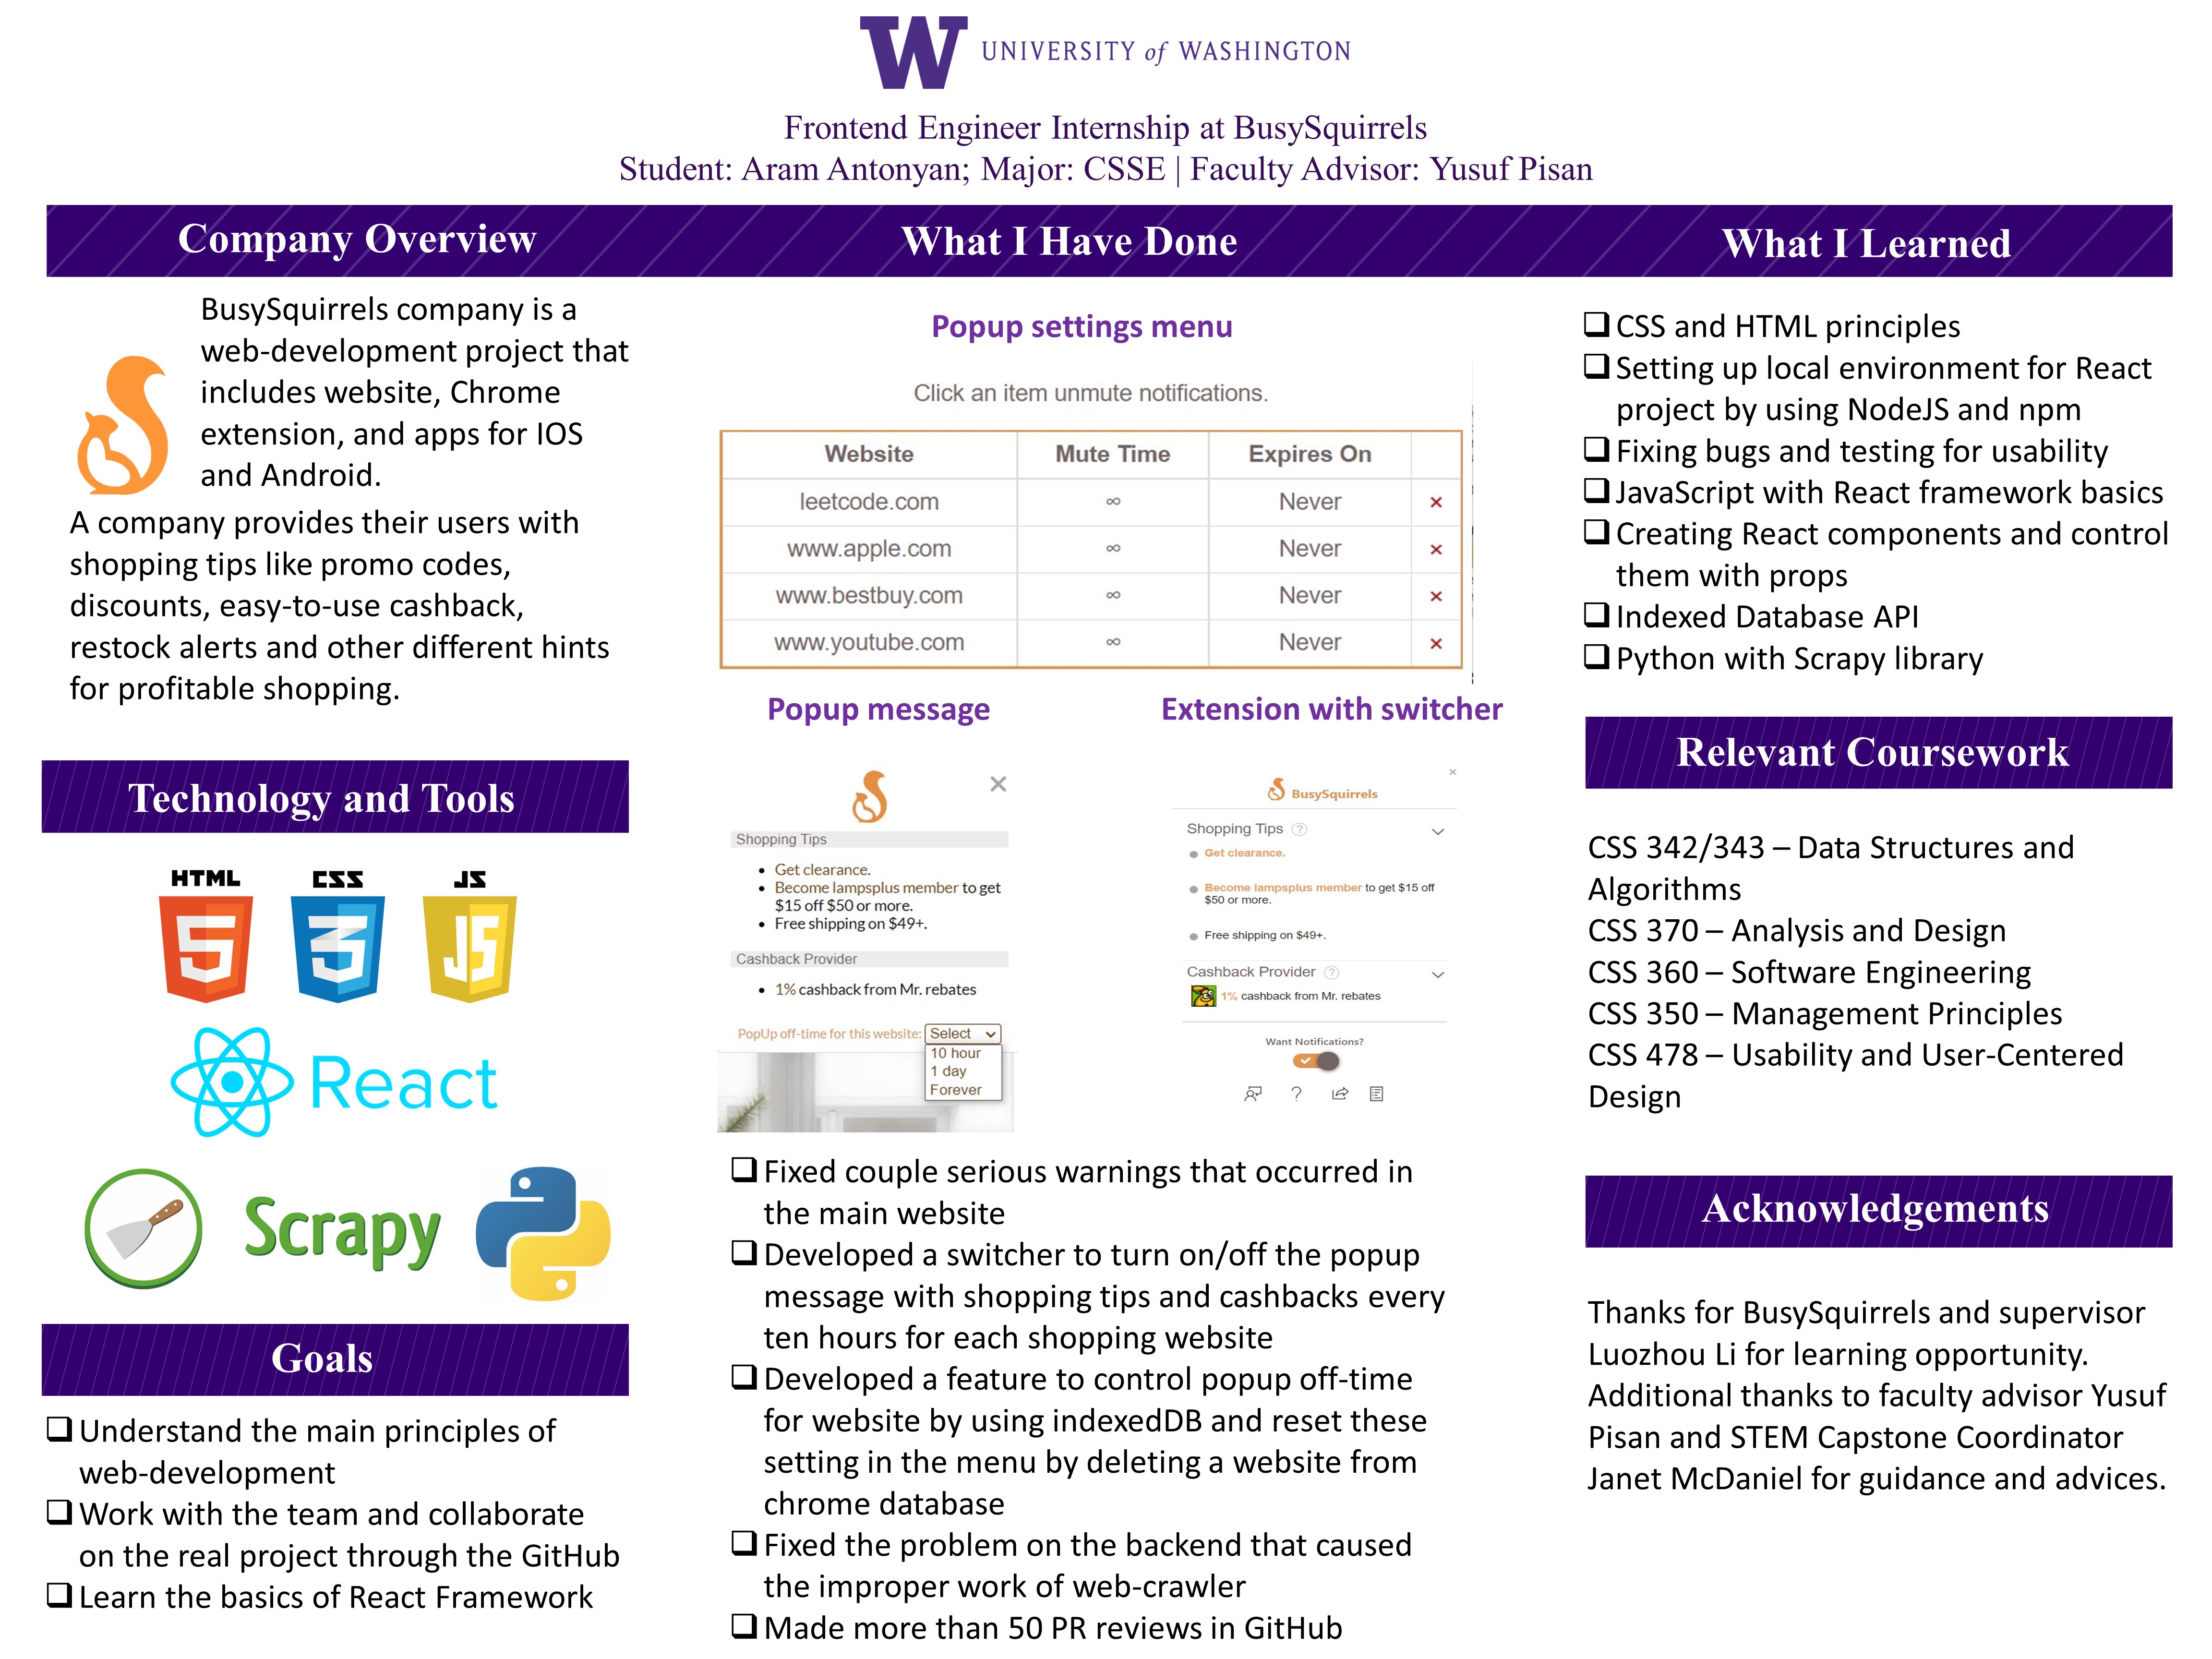 W UNIVERSITY of WASHINGTON
Frontend Engineer Internship at BusySquirrels
Student: Aram Antonyan; Major: CSSE | Faculty Advisor: Yusuf Pisan
Company Overview
BusySquirrels company is a
web-development project that
includes website, Chrome
extension, and apps for IOS
and Android.
A company provides their users with
shopping tips like promo codes,
discounts, easy-to-use cashback,
restock alerts and other different hints
for profitable shopping.
Technology and Tools
HTML CSS JS
5 3 JS
React
Scrapy
Goals
❑ Understand the main principles of
web-development
❑ Work with the team and collaborate
on the real project through the GitHub
❑ Learn the basics of React Framework
What I Have Done
Popup settings menu
Click an item unmute notifications.
Website Mute Time Expires On
leetcode.com ∞ Never ×
www.apple.com ∞ Never ×
www.bestbuy.com ∞ Never ×
www.youtube.com ∞ Never ×
Popup message
×
Shopping Tips
• Get clearance.
• Become lampsplus member to get
$15 off $50 or more.
• Free shipping on $49+.
Cashback Provider
• 1% cashback from Mr. rebates
PopUp off-time for this website: Select
10 hour
1 day
Forever
Extension with switcher
×
BusySquirrels
Shopping Tips ?
● Get clearance.
● Become lampsplus member to get $15 off
$50 or more.
● Free shipping on $49+.
Cashback Provider ?
1% cashback from Mr. rebates
Want Notifications?
?
❑ Fixed couple serious warnings that occurred in
the main website
❑ Developed a switcher to turn on/off the popup
message with shopping tips and cashbacks every
ten hours for each shopping website
❑ Developed a feature to control popup off-time
for website by using indexedDB and reset these
setting in the menu by deleting a website from
chrome database
❑ Fixed the problem on the backend that caused
the improper work of web-crawler
❑ Made more than 50 PR reviews in GitHub
What I Learned
❑ CSS and HTML principles
❑ Setting up local environment for React
project by using NodeJS and npm
❑ Fixing bugs and testing for usability
❑ JavaScript with React framework basics
❑ Creating React components and control
them with props
❑ Indexed Database API
❑ Python with Scrapy library
Relevant Coursework
CSS 342/343 – Data Structures and
Algorithms
CSS 370 – Analysis and Design
CSS 360 – Software Engineering
CSS 350 – Management Principles
CSS 478 – Usability and User-Centered
Design
Acknowledgements
Thanks for BusySquirrels and supervisor
Luozhou Li for learning opportunity.
Additional thanks to faculty advisor Yusuf
Pisan and STEM Capstone Coordinator
Janet McDaniel for guidance and advices.